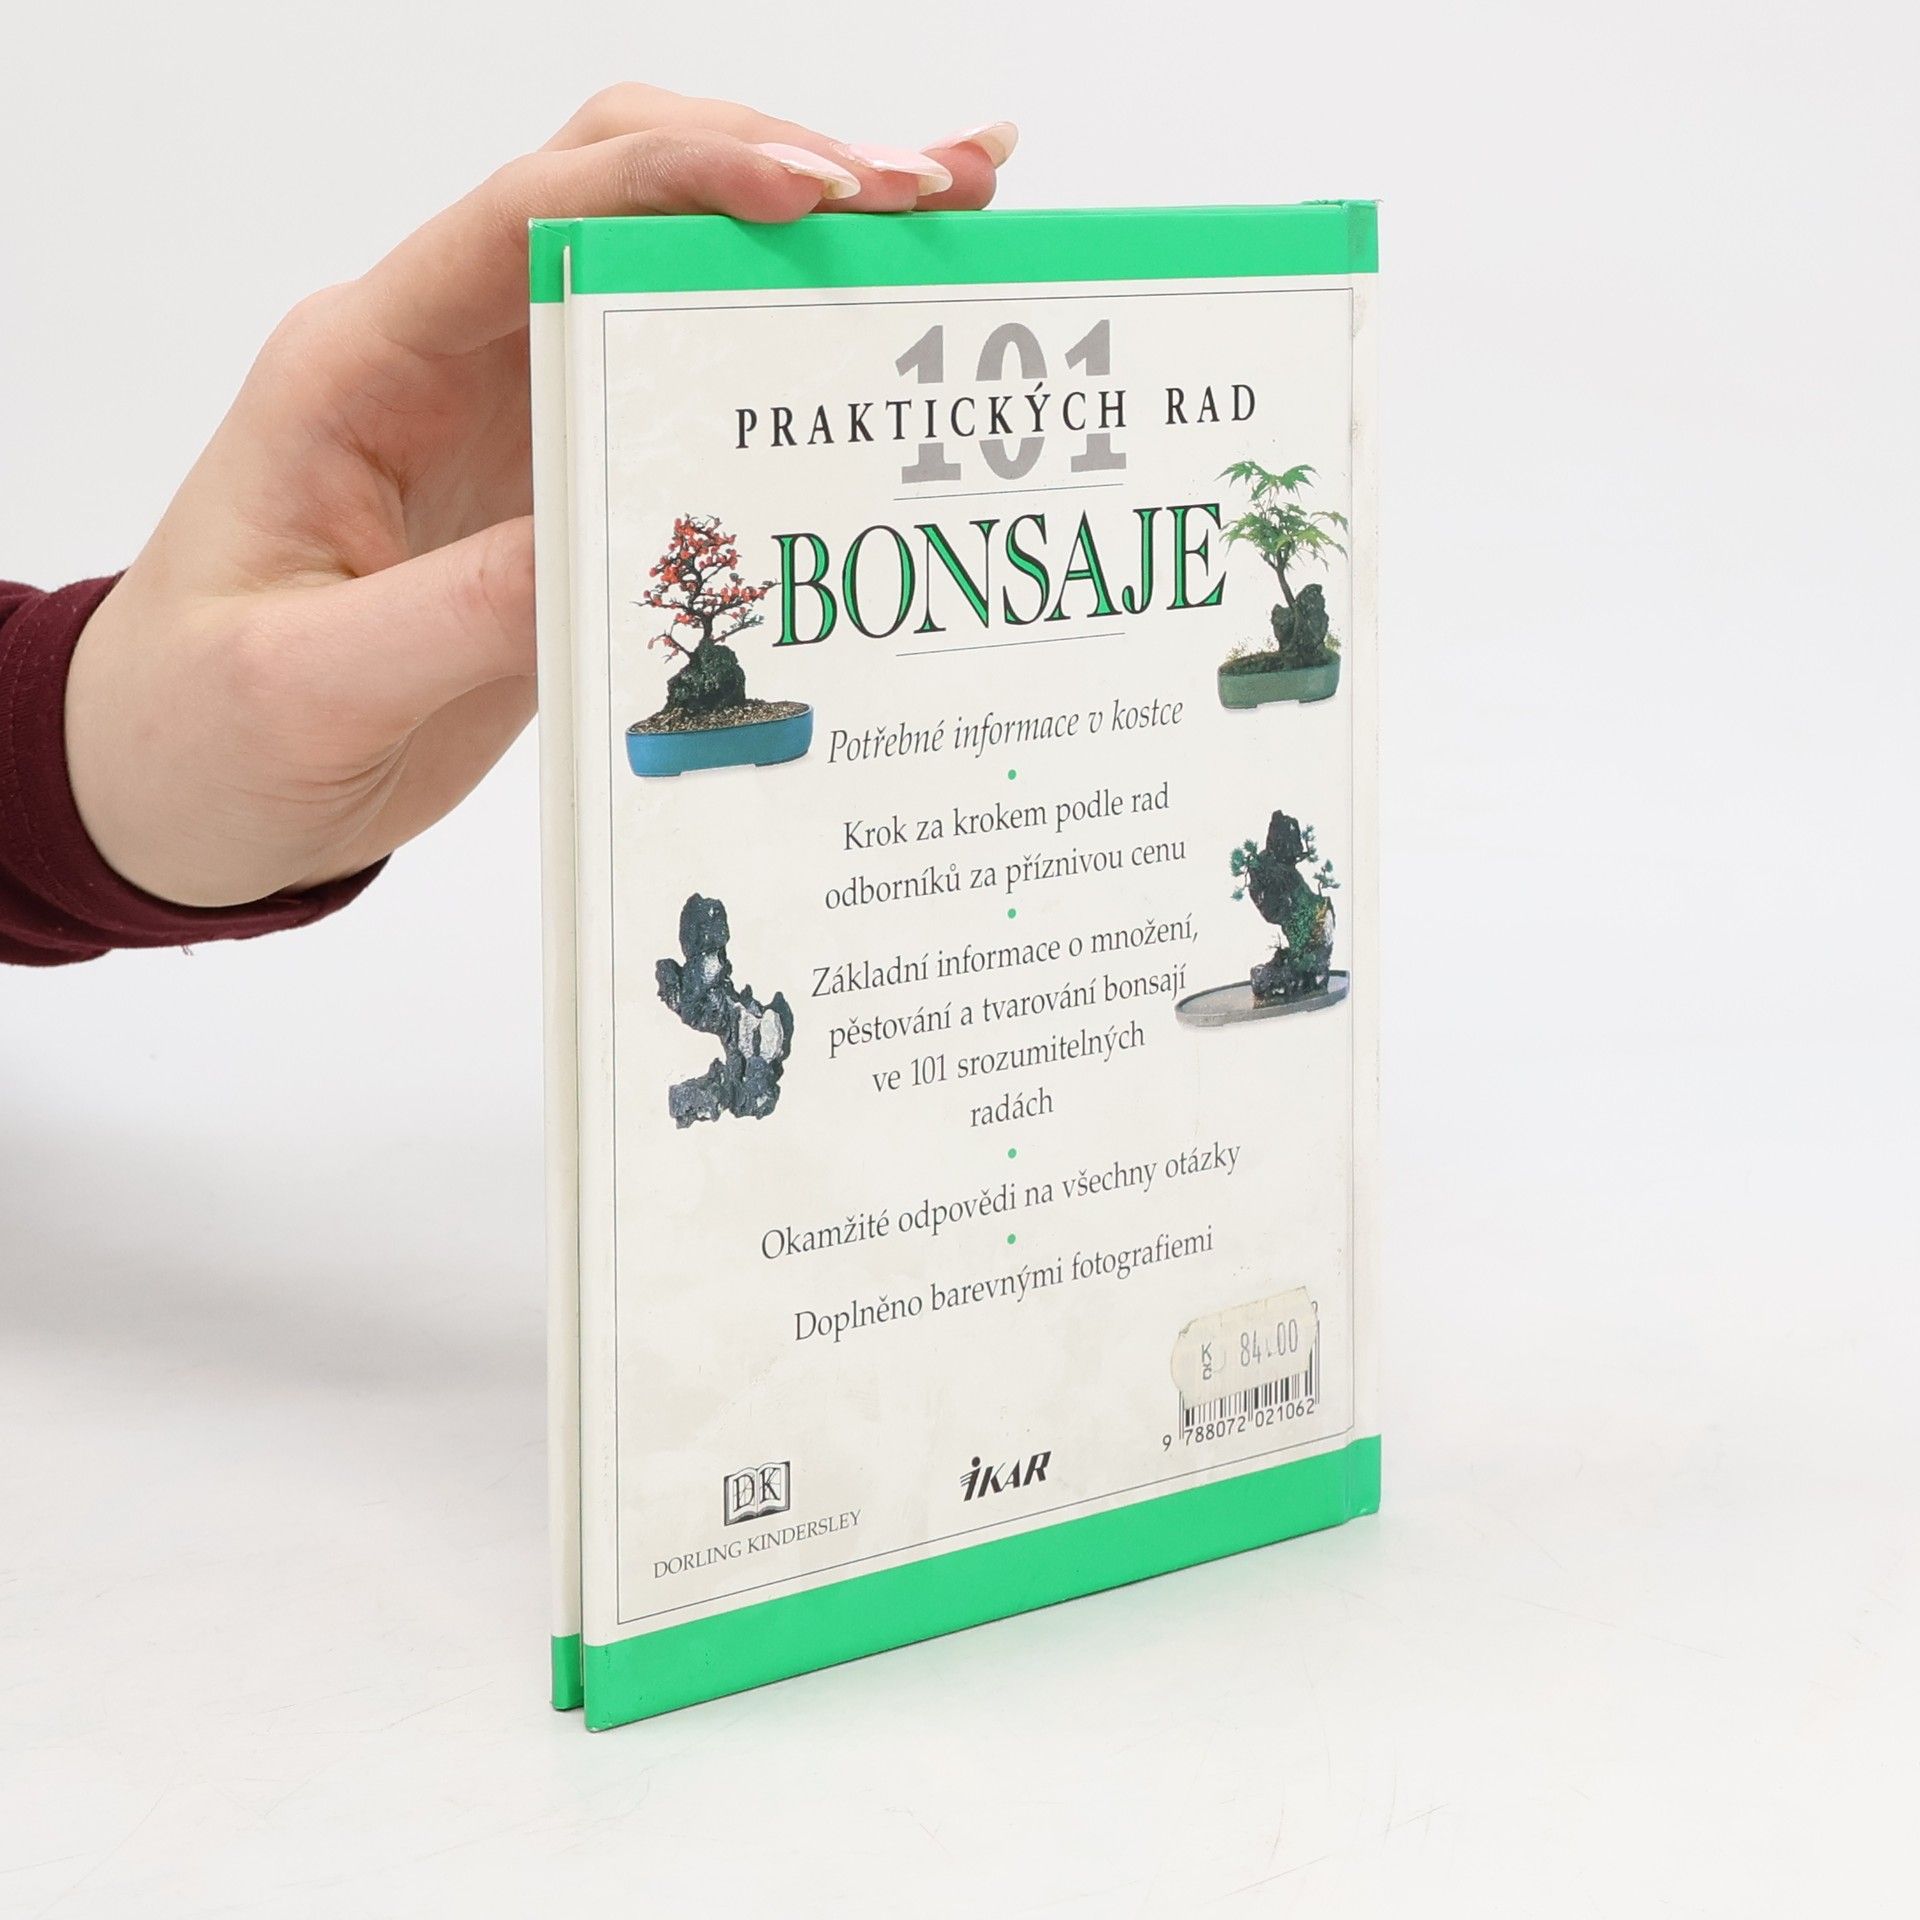 101
PRAKTICKÝCH RAD
BONSAJE
Potřebné informace v kostce
•
Krok za krokem podle rad
odborníků za příznivou cenu
•
Základní informace o množení,
pěstování a tvarování bonsají
ve 101 srozumitelných
radách
•
Okamžité odpovědi na všechny otázky
•
Doplněno barevnými fotografiemi
Kč 84.00
9 788072 021062
DK
DORLING KINDERSLEY
iKAR